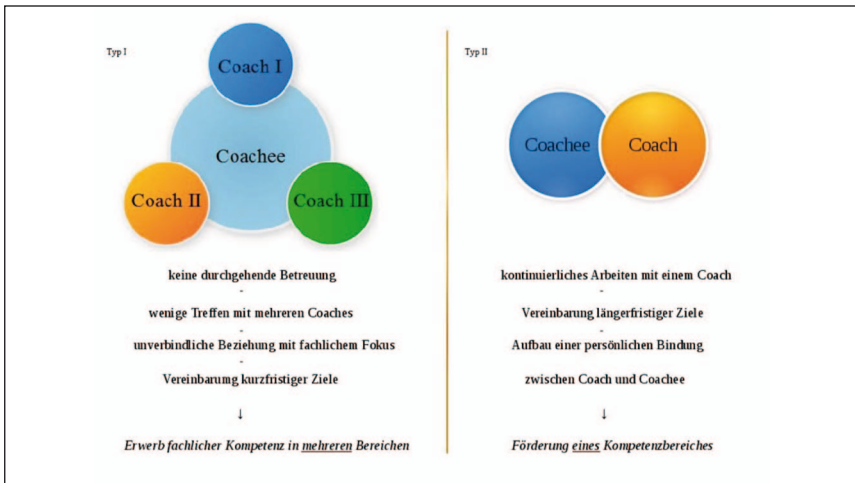 Typ I
Coach I
Coachee
Coach II
Coach III
keine durchgehende Betreuung
-
wenige Treffen mit mehreren Coaches
-
unverbindliche Beziehung mit fachlichem Fokus
-
Vereinbarumg kurzfristiger Ziele
↓
Erwerb fachlicher Kompetenz in mehreren Bereichen
Typ II
Coachee
Coach
kontinuierliches Arbeiten mit einem Coach
-
Vereinbarung längerfristiger Ziele
-
Aufbau einer persönlichen Bindung
zwischen Coach und Coachee
↓
Förderung eines Kompetenzbereiches